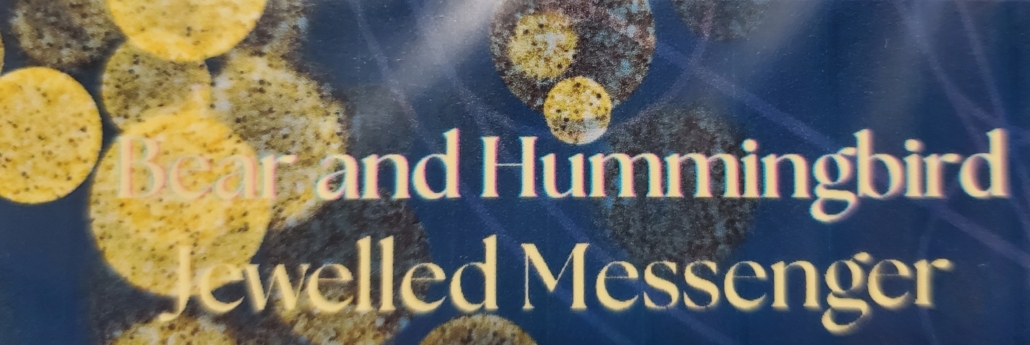 Bear and Hummingbird
Jewelled Messenger